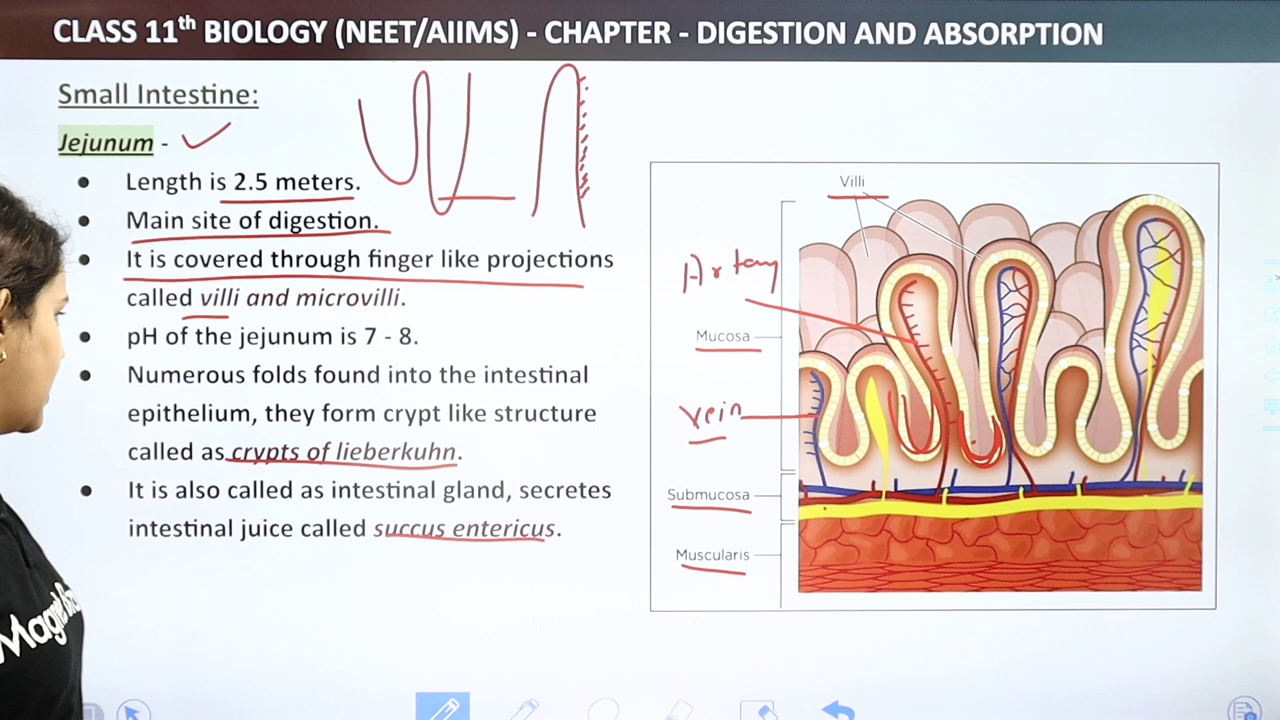 CLASS 11th BIOLOGY (NEET/AIIMS) - CHAPTER - DIGESTION AND ABSORPTION
Small Intestine:
Jejunum -
• Length is 2.5 meters.
• Main site of digestion.
• It is covered through finger like projections
called villi and microvilli.
• pH of the jejunum is 7 - 8.
• Numerous folds found into the intestinal
epithelium, they form crypt like structure
called as crypts of lieberkuhn.
• It is also called as intestinal gland, secretes
intestinal juice called succus entericus.
Villi
Artery
Mucosa
vein
Submucosa
Muscularis